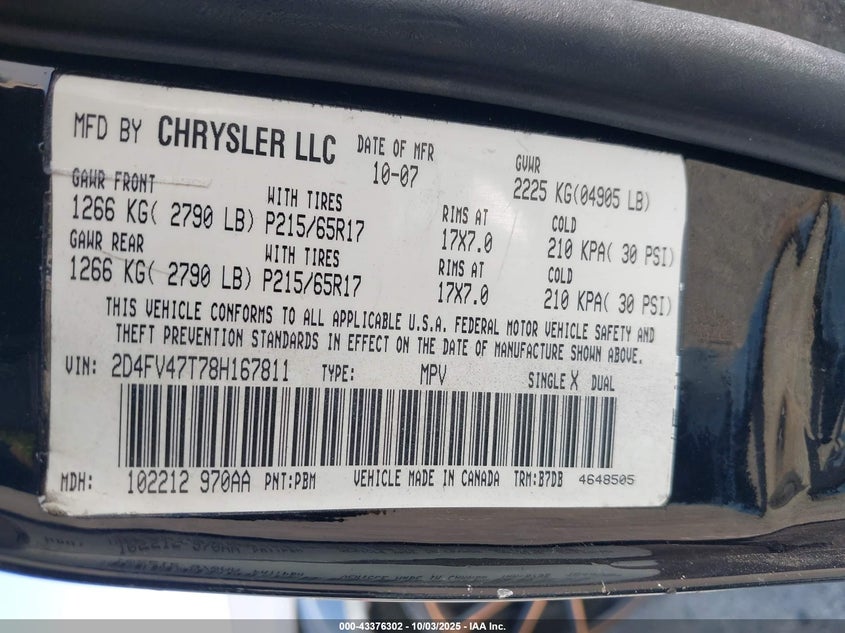 MFD BY CHRYSLER LLC DATE OF MFR 10-07 GVWR 2225 KG(04905 LB)
GAWR FRONT WITH TIRES RIMS AT COLD
1266 KG( 2790 LB) P215/65R17 17X7.0 210 KPA( 30 PSI)
GAWR REAR WITH TIRES RIMS AT COLD
1266 KG( 2790 LB) P215/65R17 17X7.0 210 KPA( 30 PSI)
THIS VEHICLE CONFORMS TO ALL APPLICABLE U.S.A. FEDERAL MOTOR VEHICLE SAFETY AND
THEFT PREVENTION STANDARDS IN EFFECT ON THE DATE OF MANUFACTURE SHOWN ABOVE.
VIN: 2D4FV47T78H167811 TYPE: MPV SINGLE X DUAL
MDH: 102212 970AA PNT:PBM VEHICLE MADE IN CANADA TRM:B7DB 4648505
000-43376302 - 10/03/2025 - IAA Inc.